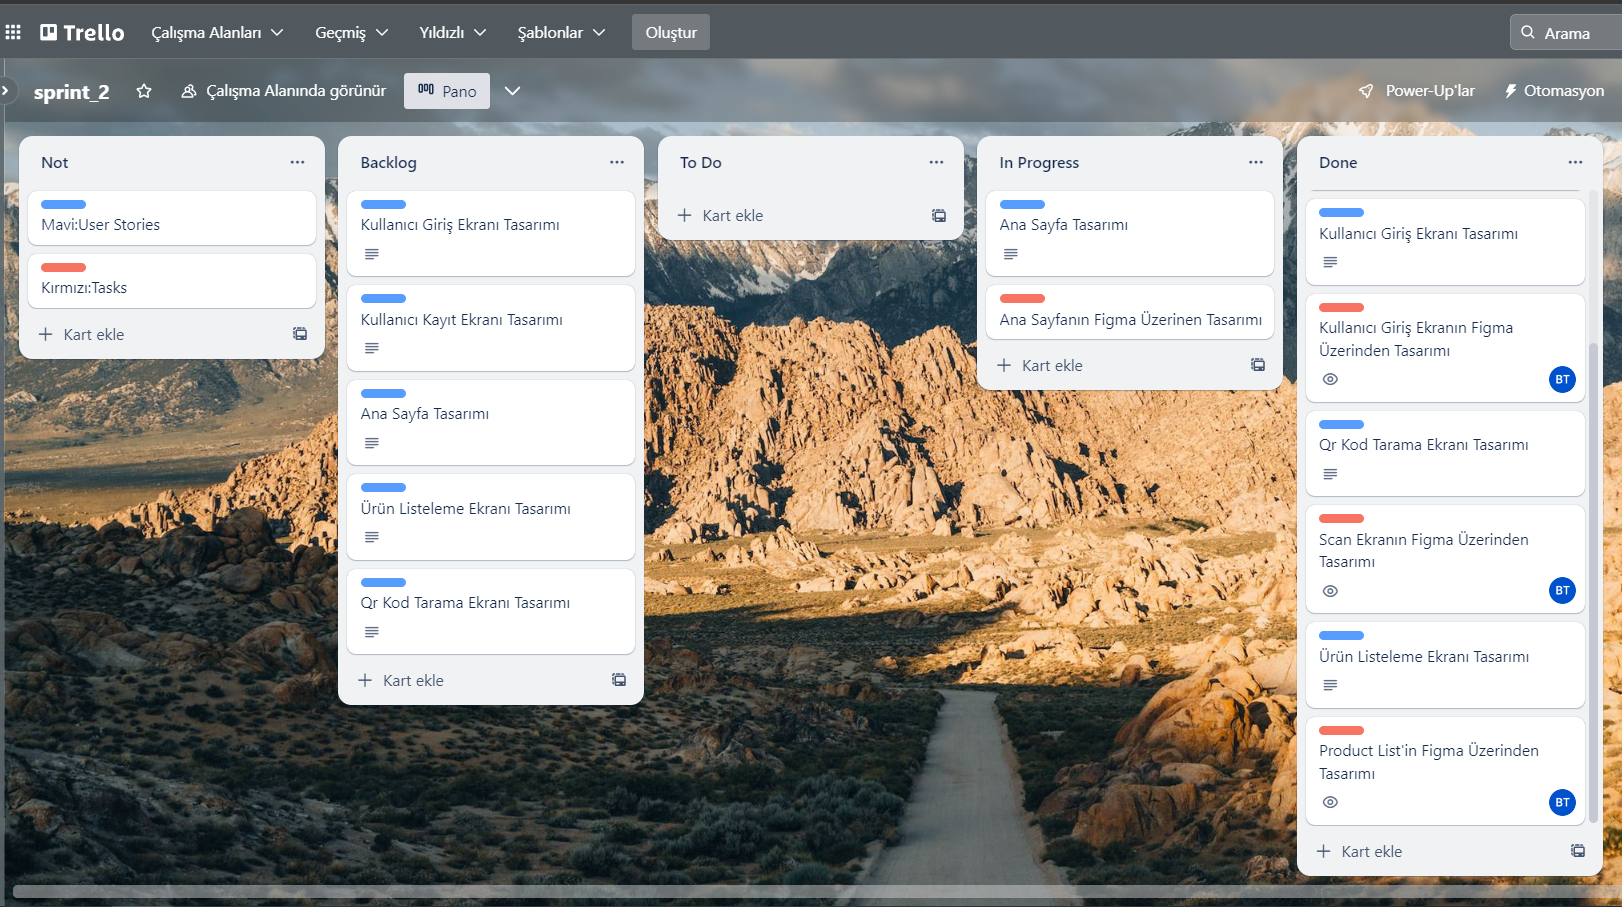 Trello
Çalışma Alanları
Geçmiş
Yıldızlı
Şablonlar
Oluştur
Arama
sprint_2
Çalışma Alanında görünür
Pano
Power-Up'lar
Otomasyon
Not
Mavi:User Stories
Kırmızı:Tasks
Kart ekle
Backlog
Kullanıcı Giriş Ekranı Tasarımı
Kullanıcı Kayıt Ekranı Tasarımı
Ana Sayfa Tasarımı
Ürün Listeleme Ekranı Tasarımı
Qr Kod Tarama Ekranı Tasarımı
Kart ekle
To Do
Kart ekle
In Progress
Ana Sayfa Tasarımı
Ana Sayfanın Figma Üzerinen Tasarımı
Kart ekle
Done
Kullanıcı Giriş Ekranı Tasarımı
Kullanıcı Giriş Ekranın Figma
Üzerinden Tasarımı
BT
Qr Kod Tarama Ekranı Tasarımı
Scan Ekranın Figma Üzerinden
Tasarımı
BT
Ürün Listeleme Ekranı Tasarımı
Product List'in Figma Üzerinden
Tasarımı
BT
Kart ekle